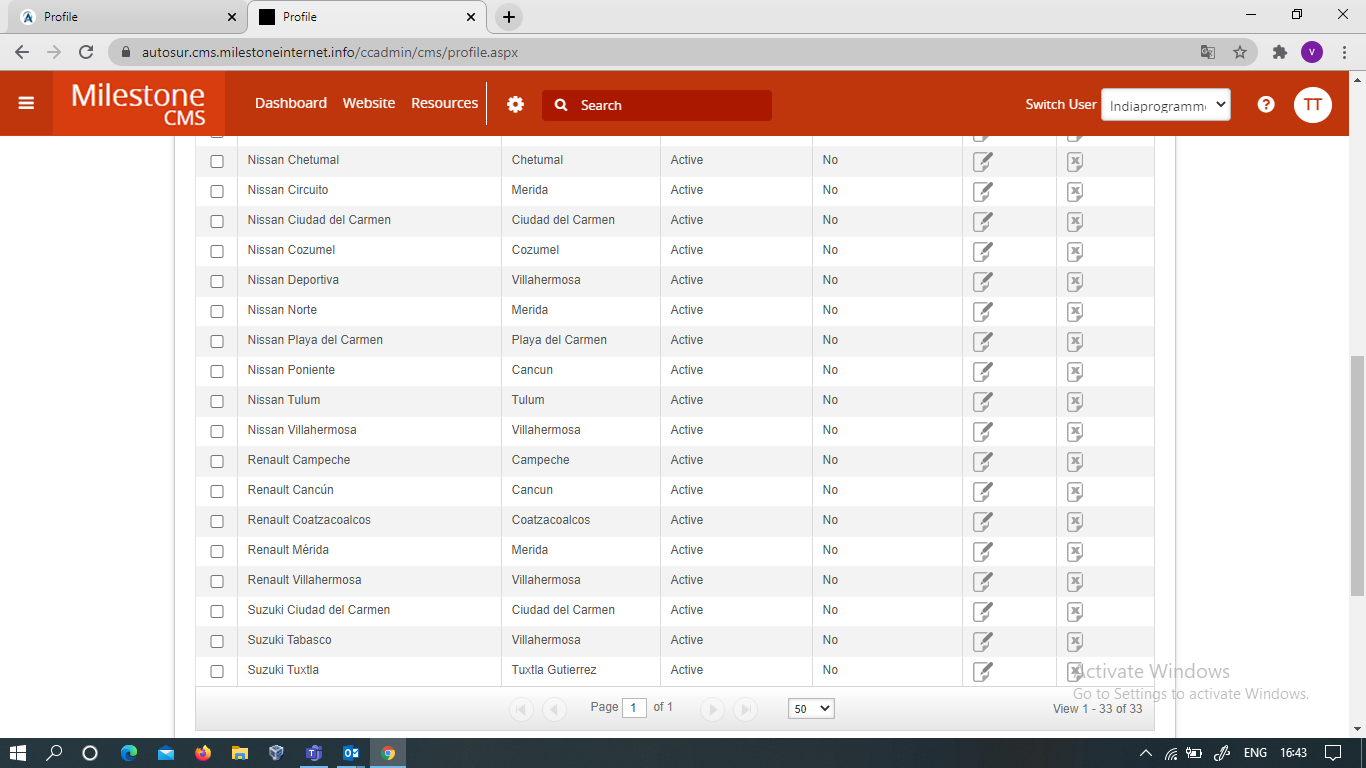 Profile
Profile
autosur.cms.milestoneinternet.info/ccadmin/cms/profile.aspx
V
Milestone CMS
Dashboard Website Resources Search Switch User Indiaprogramm ? TT
Nissan Chetumal Chetumal Active No
Nissan Circuito Merida Active No
Nissan Ciudad del Carmen Ciudad del Carmen Active No
Nissan Cozumel Cozumel Active No
Nissan Deportiva Villahermosa Active No
Nissan Norte Merida Active No
Nissan Playa del Carmen Playa del Carmen Active No
Nissan Poniente Cancun Active No
Nissan Tulum Tulum Active No
Nissan Villahermosa Villahermosa Active No
Renault Campeche Campeche Active No
Renault Cancún Cancun Active No
Renault Coatzacoalcos Coatzacoalcos Active No
Renault Mérida Merida Active No
Renault Villahermosa Villahermosa Active No
Suzuki Ciudad del Carmen Ciudad del Carmen Active No
Suzuki Tabasco Villahermosa Active No
Suzuki Tuxtla Tuxtla Gutierrez Active No
Activate Windows
Go to Settings to activate Windows.
Page 1 of 1 50 View 1 - 33 of 33
ENG 16:43